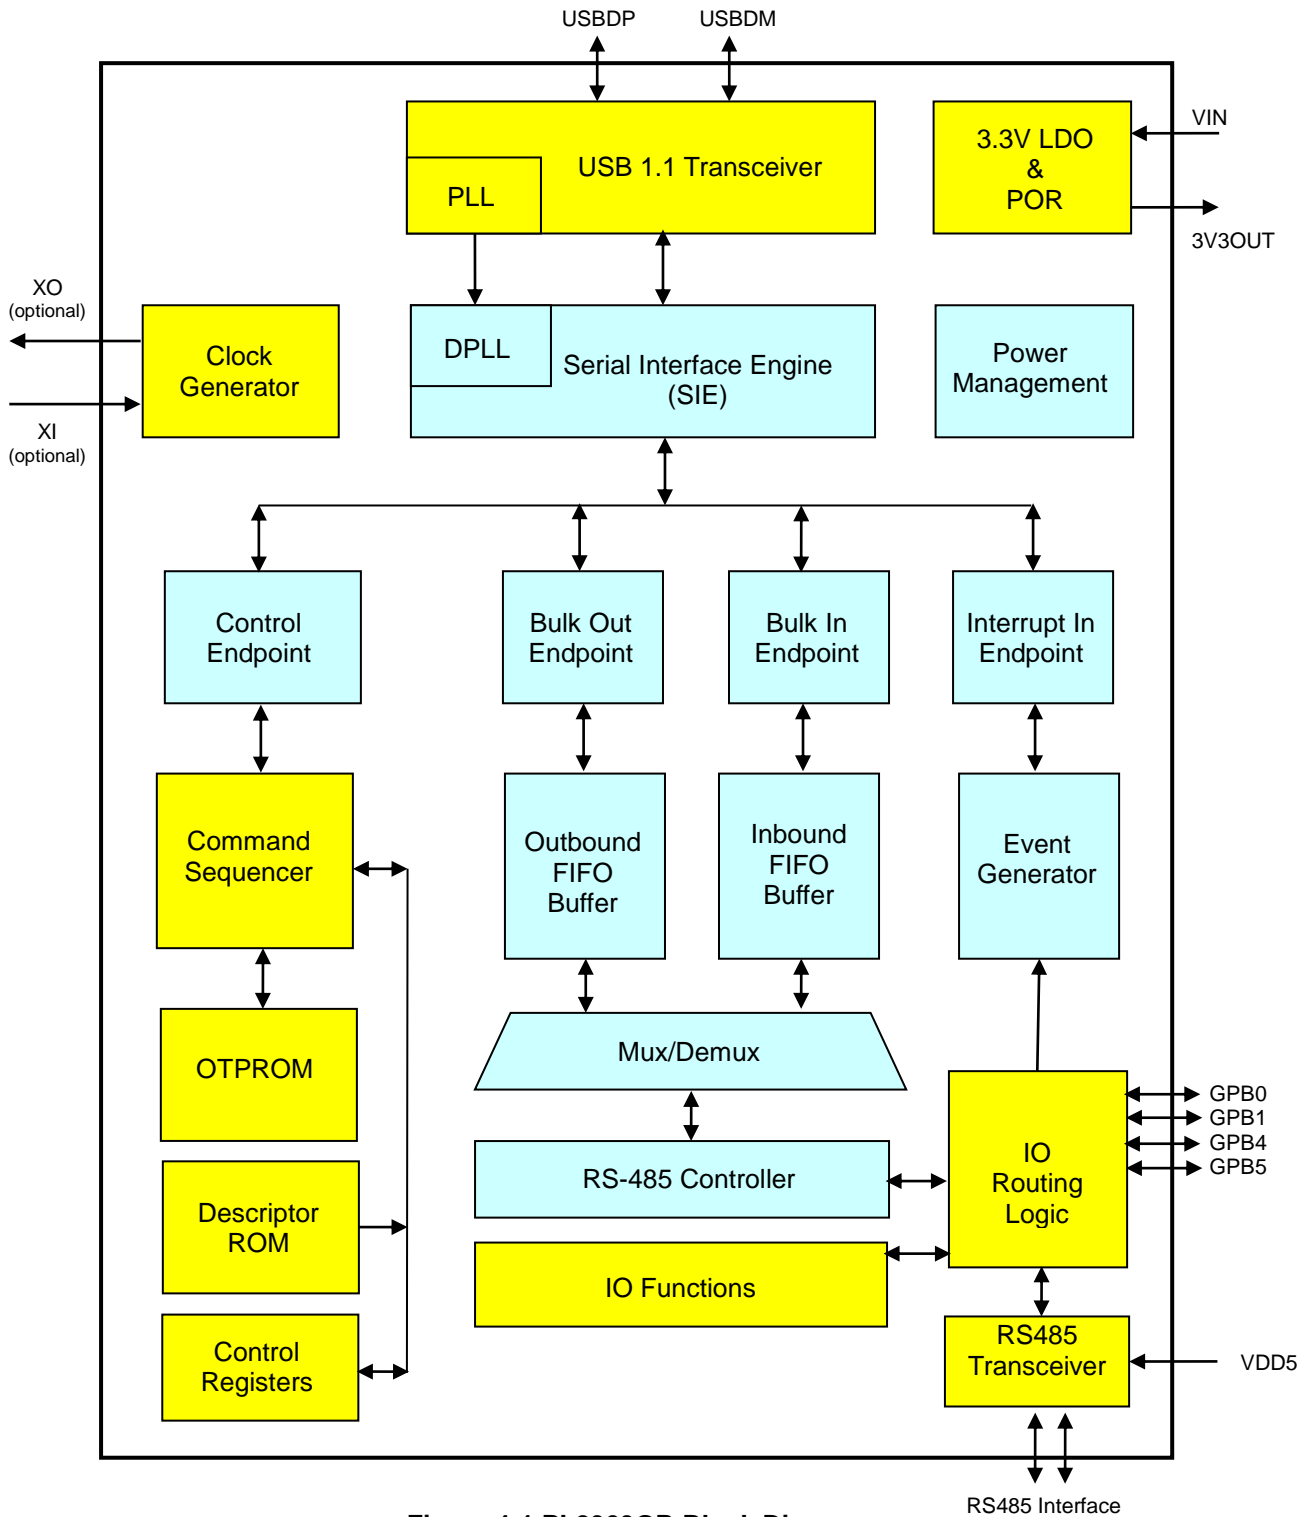 USBDP
USBDM
USB 1.1 Transceiver
PLL
3.3V LDO
&
POR
VIN
3V3OUT
XO
(optional)
XI
(optional)
Clock
Generator
DPLL
Serial Interface Engine
(SIE)
Power
Management
Control
Endpoint
Bulk Out
Endpoint
Bulk In
Endpoint
Interrupt In
Endpoint
Command
Sequencer
Outbound
FIFO
Buffer
Inbound
FIFO
Buffer
Event
Generator
OTPROM
Mux/Demux
GPB0
GPB1
GPB4
GPB5
IO
Routing
Logic
RS-485 Controller
Descriptor
ROM
IO Functions
Control
Registers
RS485
Transceiver
VDD5
RS485 Interface